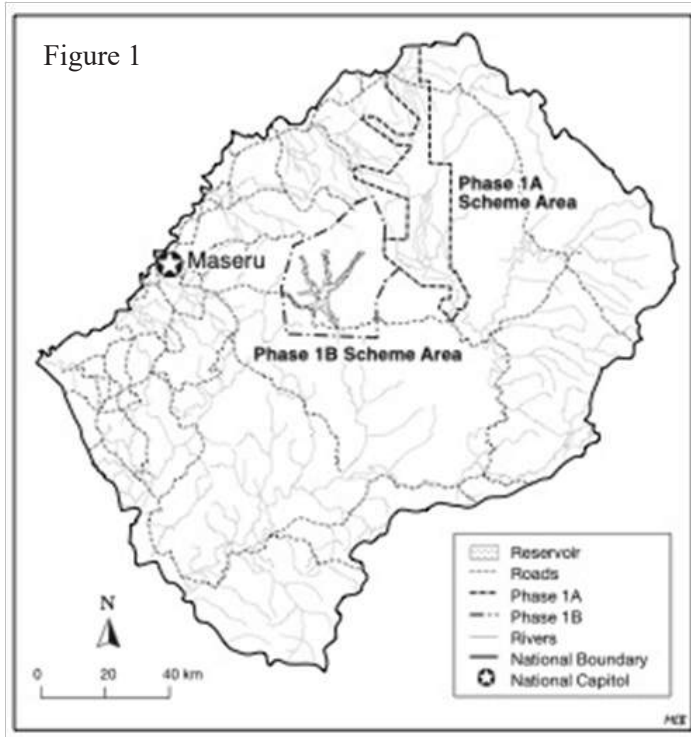 Figure 1
Phase 1A
Scheme Area
Maseru
Phase 1B Scheme Area
Reservoir
Roads
Phase 1A
Phase 1B
Rivers
National Boundary
National Capitol
N
0 20 40 km